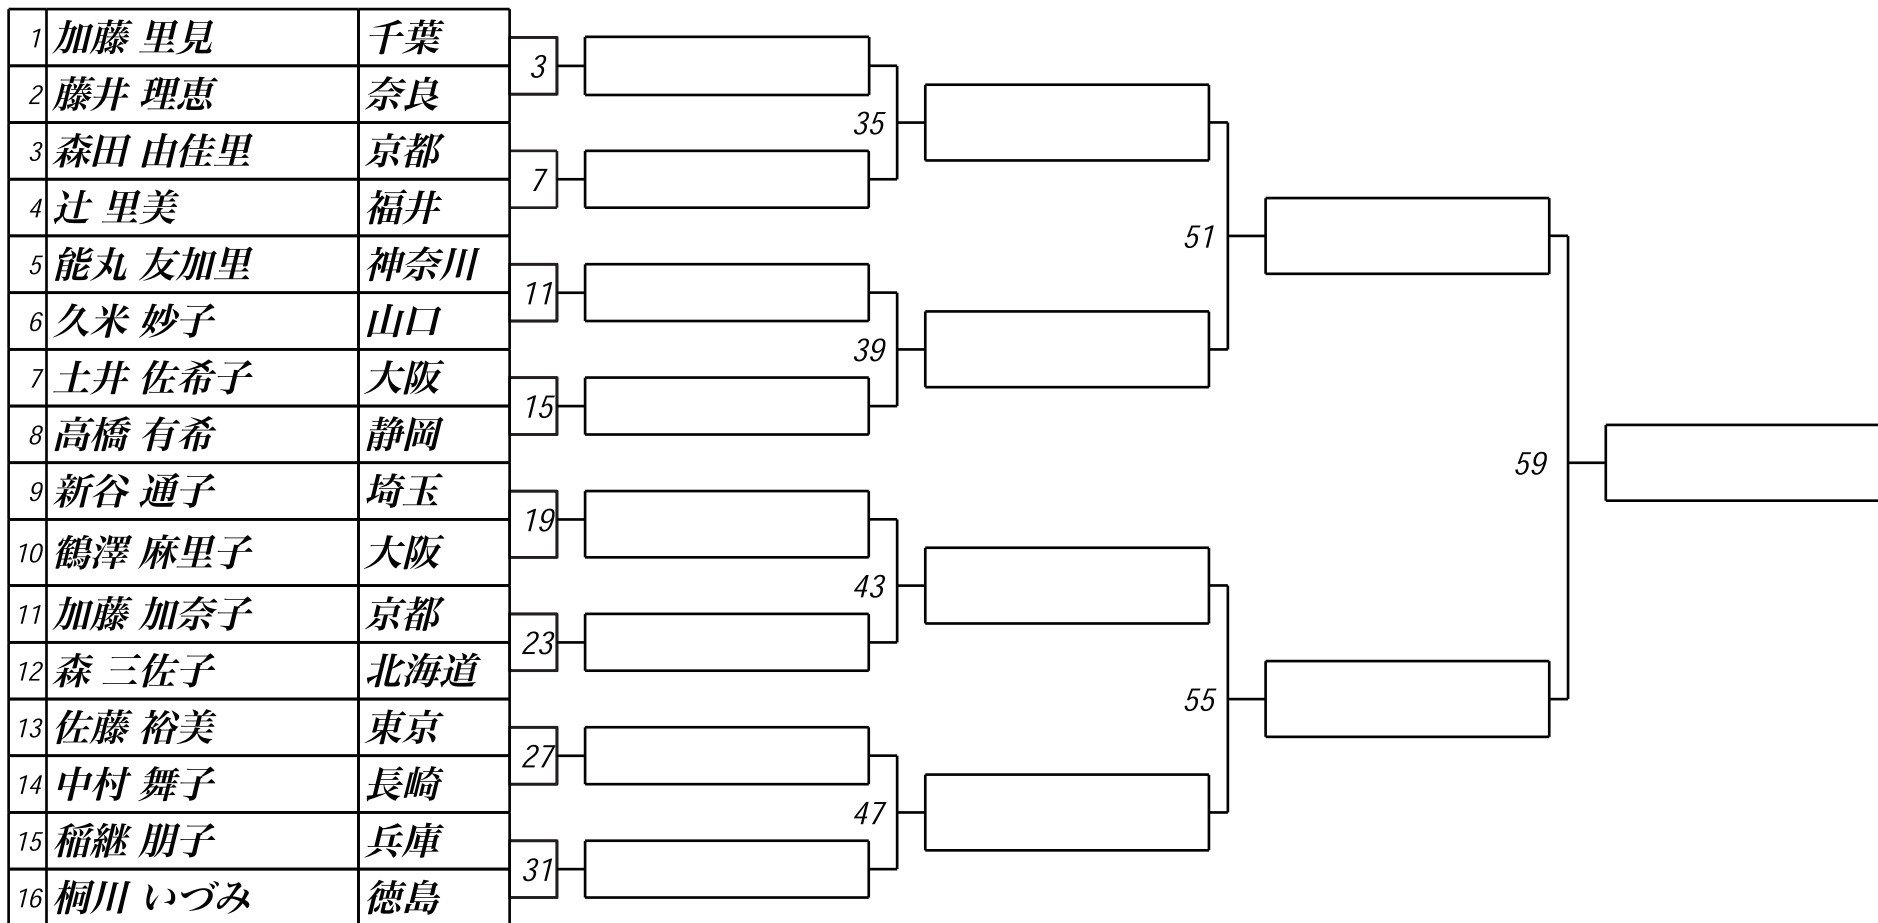 1 加藤 里見 千葉
3
2 藤井 理恵 奈良
35
3 森田 由佳里 京都
7
4 辻 里美 福井
51
5 能丸 友加里 神奈川
11
6 久米 妙子 山口
39
7 土井 佐希子 大阪
15
8 高橋 有希 静岡
59
9 新谷 通子 埼玉
19
10 鶴澤 麻里子 大阪
43
11 加藤 加奈子 京都
23
12 森 三佐子 北海道
55
13 佐藤 裕美 東京
27
14 中村 舞子 長崎
47
15 稲継 朋子 兵庫
31
16 桐川 いづみ 徳島